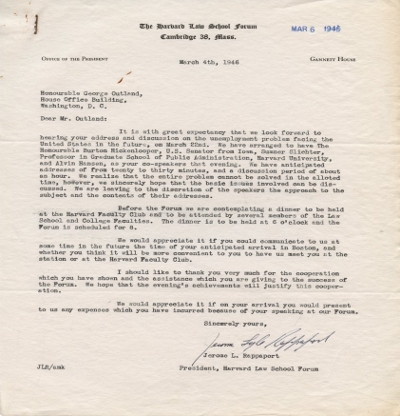 The Harvard Law School Forum
Cambridge 38, Mass.
MAR 6 1946
OFFICE OF THE PRESIDENT
GANNETT HOUSE
March 4th, 1946
Honourable George Outland,
House Office Building,
Washington, D. C.
Dear Mr. Outland:
It is with great expectancy that we look forward to
hearing your address and discussion on the unemployment problem facing the
United States in the future, on March 22nd. We have arranged to have The
Honourable Burton Hickenlooper, U.S. Senator from Iowa, Sumner Slichter,
Professor in Graduate School of Public Administration, Harvard University,
and Alvin Hansen, as your co-speakers that evening. We have anticipated
addresses of from twenty to thirty minutes, and a discussion period of about
an hour. We realize that the entire problem cannot be solved in the alloted
time, however, we sincerely hope that the basic issues involved can be dis-
cussed. We are leaving to the discretion of the speakers the approach to the
subject and the contents of their addresses.
Before the Forum we are contemplating a dinner to be held
at the Harvard Faculty Club and to be attended by several members of the Law
School and College Faculties. The dinner is to be held at 6 o'clock and the
Forum is scheduled for 8.
We would appreciate it if you could communicate to us at
some time in the future the time of your anticipated arrival in Boston, and
whether you think it will be more convenient to you to have us meet you at the
station or at the Harvard Faculty Club.
I should like to thank you very much for the cooperation
which you have shown and the assistance which you are giving to the success of
the Forum. We hope that the evening's achievements will justify this cooper-
ation.
We would appreciate it if on your arrival you would present
to us any expenses which you have incurred because of your speaking at our Forum.
Sincerely yours,
Jerome Lyle Rappaport
Jerome L. Rappaport
JLR/emk
President, Harvard Law School Forum